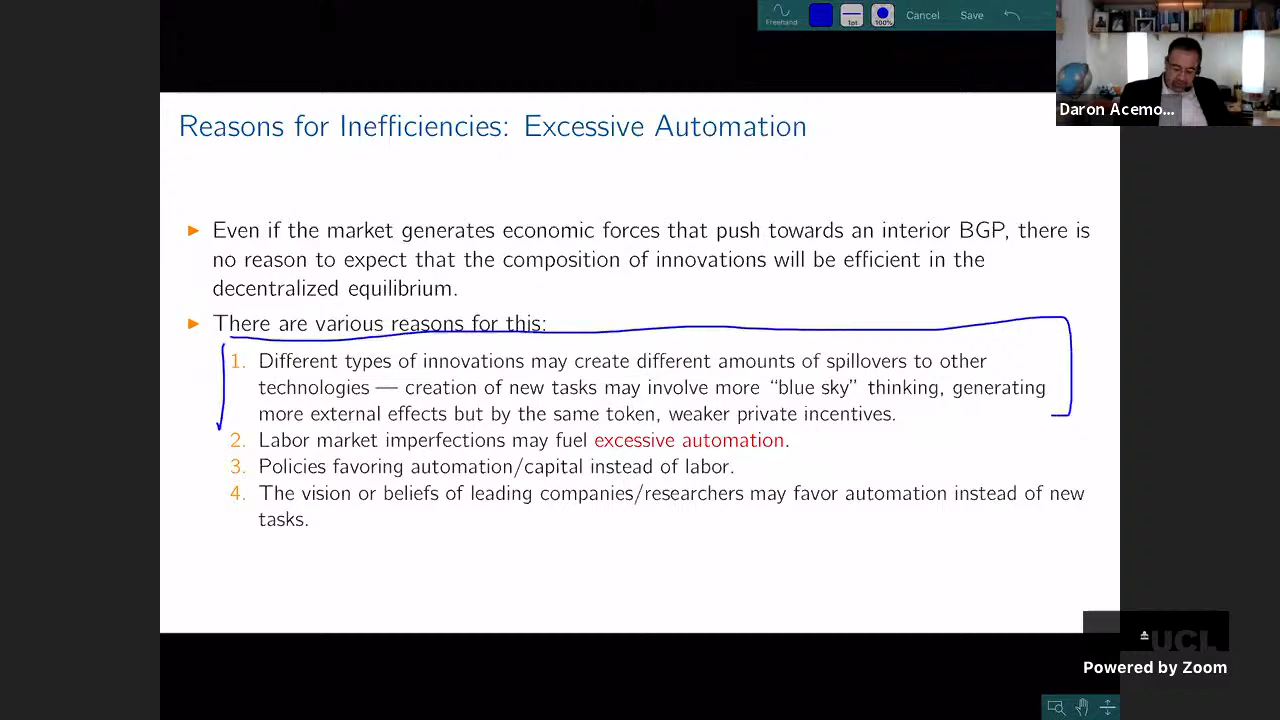 Freehand
1pt
100%
Cancel
Save
Daron Acemo...
Reasons for Inefficiencies: Excessive Automation
Even if the market generates economic forces that push towards an interior BGP, there is
no reason to expect that the composition of innovations will be efficient in the
decentralized equilibrium.
There are various reasons for this:
1. Different types of innovations may create different amounts of spillovers to other
technologies — creation of new tasks may involve more “blue sky” thinking, generating
more external effects but by the same token, weaker private incentives.
2. Labor market imperfections may fuel excessive automation.
3. Policies favoring automation/capital instead of labor.
4. The vision or beliefs of leading companies/researchers may favor automation instead of new
tasks.
UCL
Powered by Zoom